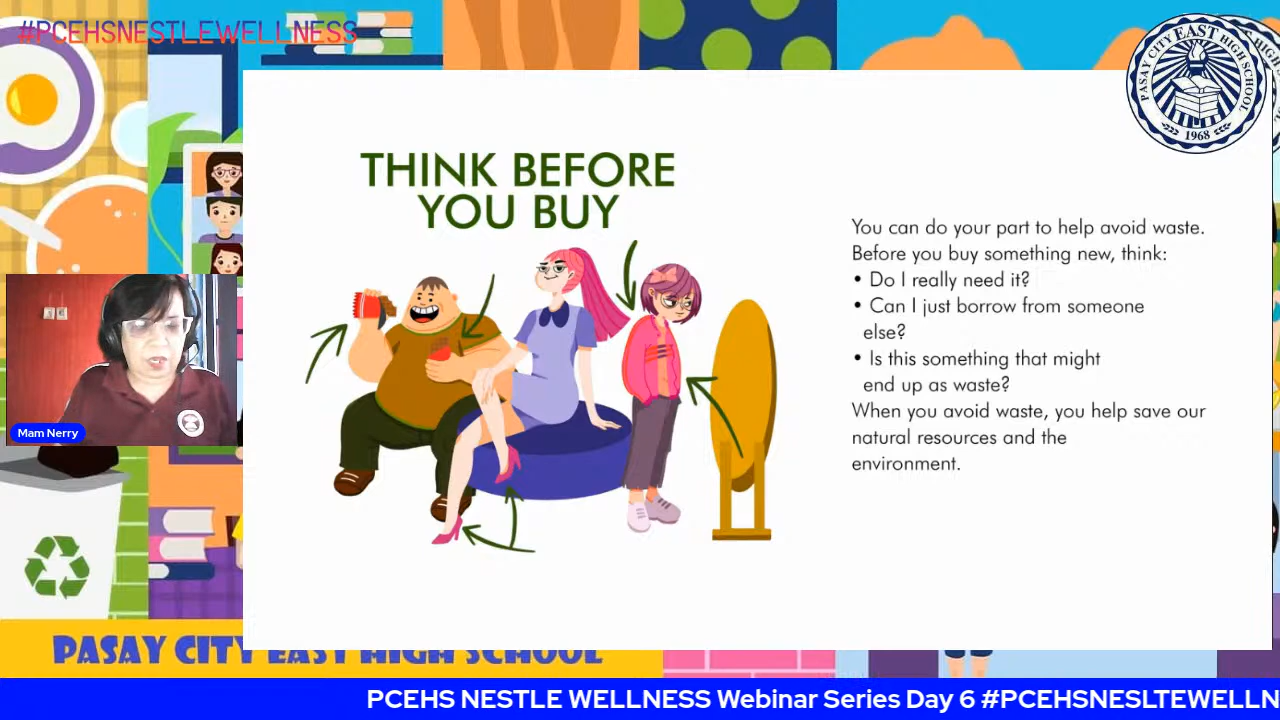 #PCEHSNESTLEWELLNESS
PASAY CITY EAST HIGH SCHOOL
1968
THINK BEFORE
YOU BUY
You can do your part to help avoid waste.
Before you buy something new, think:
• Do I really need it?
• Can I just borrow from someone
else?
• Is this something that might
end up as waste?
When you avoid waste, you help save our
natural resources and the
environment.
Mam Nerry
PASAY CITY EAST HIGH SCHOOL
PCEHS NESTLE WELLNESS Webinar Series Day 6 #PCEHSNESLTEWELLN